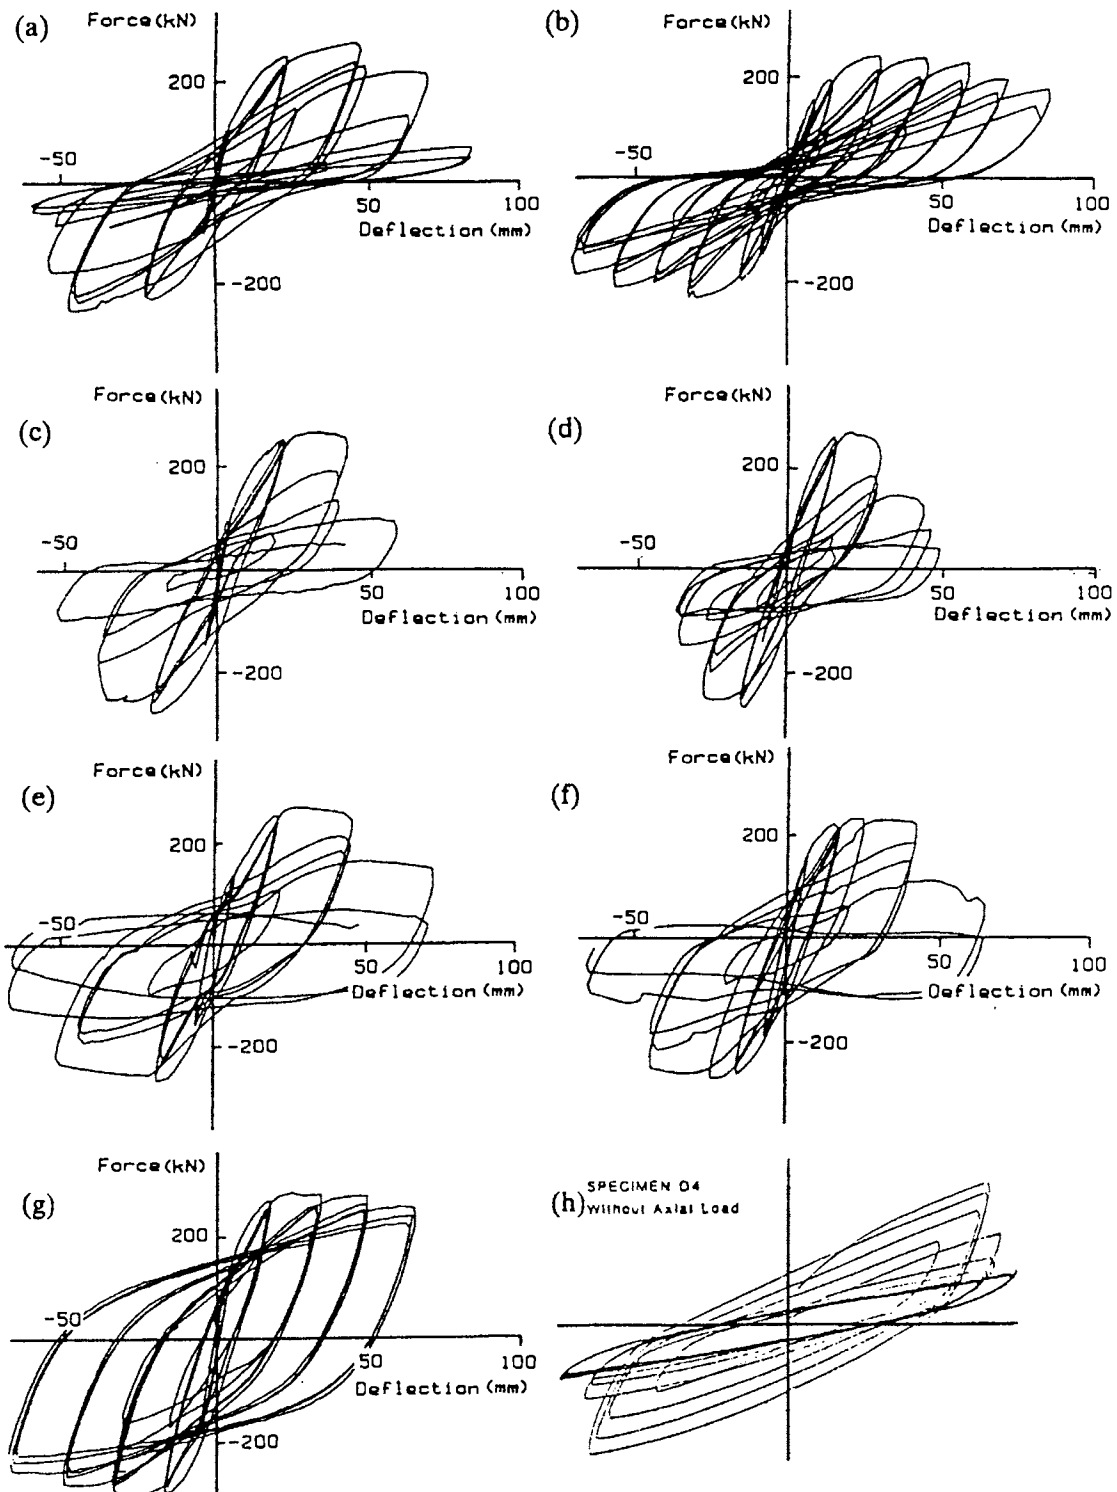 (a)
Force(kN)
200
-50
50
100
Deflection(mm)
-200
(b)
Force(kN)
200
-50
50
100
Deflection(mm)
-200
(c)
Force(kN)
200
-50
50
100
Deflection(mm)
-200
(d)
Force(kN)
200
-50
50
100
Deflection(mm)
-200
(e)
Force(kN)
200
-50
50
100
Deflection(mm)
-200
(f)
200
-50
50
100
Deflection(mm)
-200
(g)
Force(kN)
200
-50
50
100
Deflection(mm)
-200
(h)
SPECIMEN D4
Without Axial Load